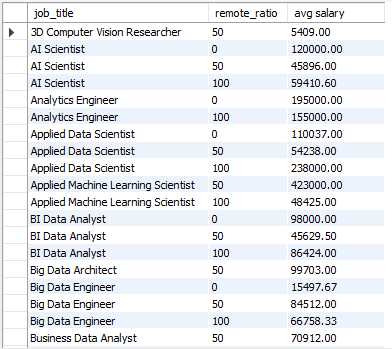 job_title remote_ratio avg salary
3D Computer Vision Researcher 50 5409.00
AI Scientist 0 120000.00
AI Scientist 50 45896.00
AI Scientist 100 59410.60
Analytics Engineer 0 195000.00
Analytics Engineer 100 155000.00
Applied Data Scientist 0 110037.00
Applied Data Scientist 50 54238.00
Applied Data Scientist 100 238000.00
Applied Machine Learning Scientist 50 423000.00
Applied Machine Learning Scientist 100 48425.00
BI Data Analyst 0 98000.00
BI Data Analyst 50 45629.50
BI Data Analyst 100 86424.00
Big Data Architect 50 99703.00
Big Data Engineer 0 15497.67
Big Data Engineer 50 84512.00
Big Data Engineer 100 66758.33
Business Data Analyst 50 70912.00